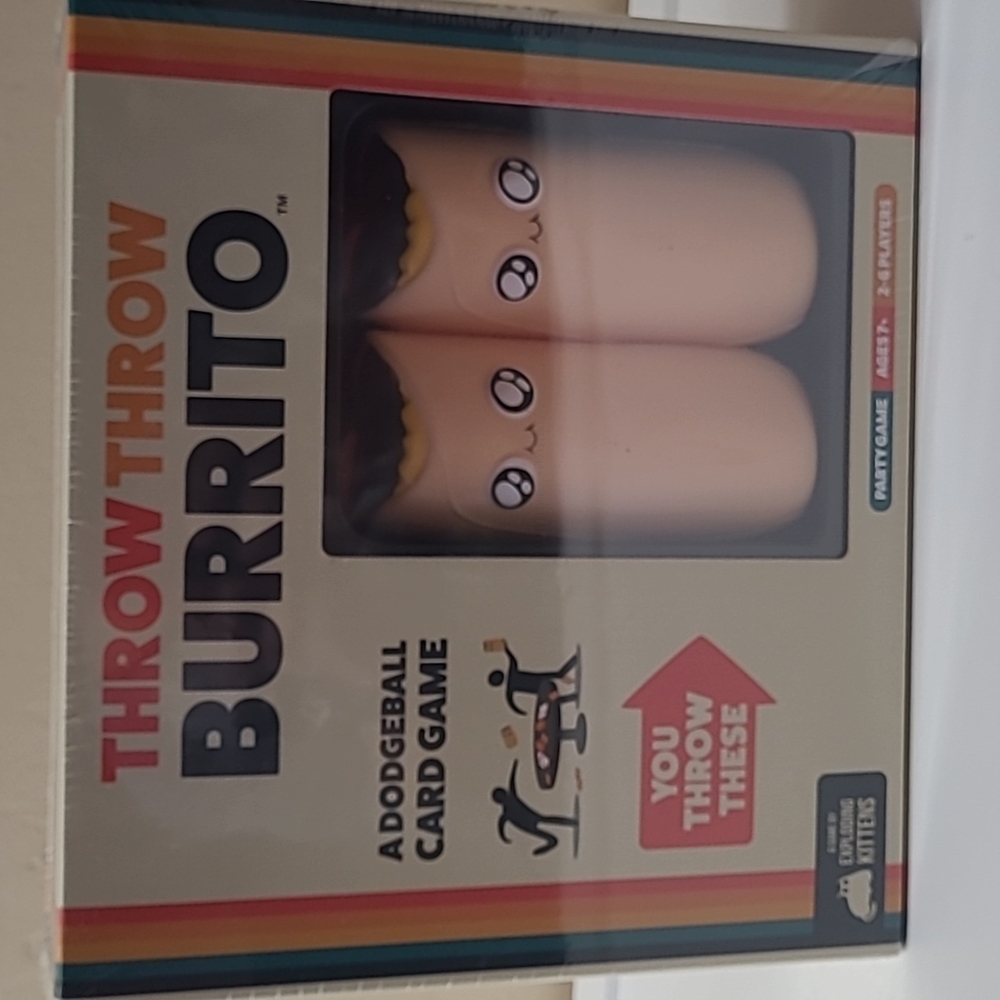 THROW THROW
BURRITO™
A DODGEBALL
CARD GAME
YOU
THROW
THESE
A GAME BY
EXPLODING
KITTENS
PARTY GAME AGES 7+ 2-6 PLAYERS